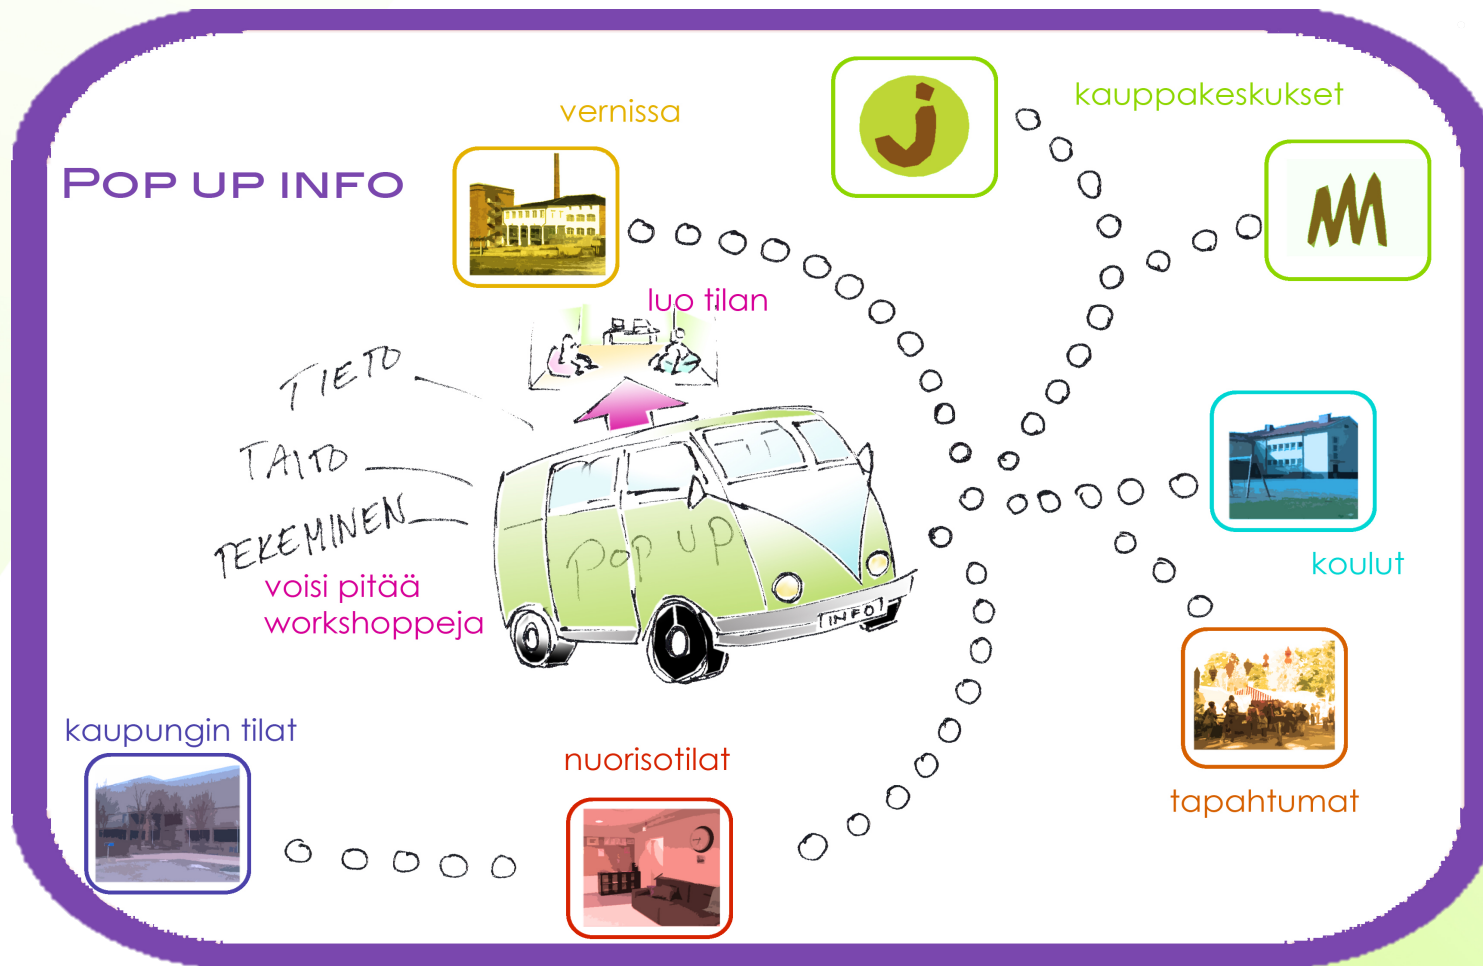 vernissa
kauppakeskukset
j
POP UP INFO
luo tilan
TIETO
TAITO
TEKEMINEN
voisi pitää
workshoppeja
Pop up
INFO
koulut
kaupungin tilat
nuorisotilat
tapahtumat